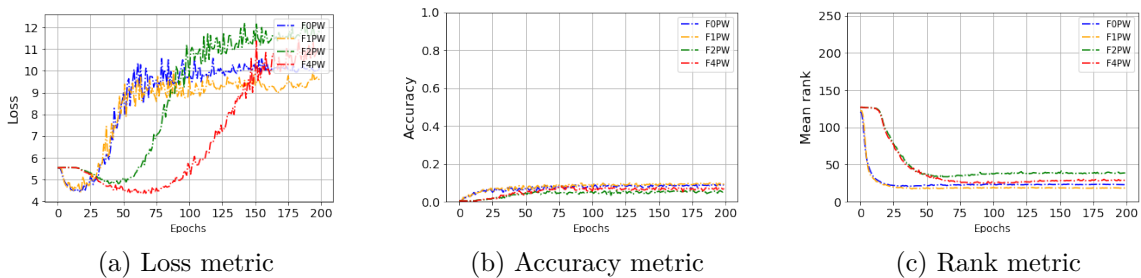 Loss
12
11
10
9
8
7
6
5
4
0 25 50 75 100 125 150 175 200
Epochs
F0PW
F1PW
F2PW
F4PW
(a) Loss metric
Accuracy
1.0
0.8
0.6
0.4
0.2
0.0
0 25 50 75 100 125 150 175 200
Epochs
F0PW
F1PW
F2PW
F4PW
(b) Accuracy metric
Mean rank
250
200
150
100
50
0
0 25 50 75 100 125 150 175 200
Epochs
F0PW
F1PW
F2PW
F4PW
(c) Rank metric